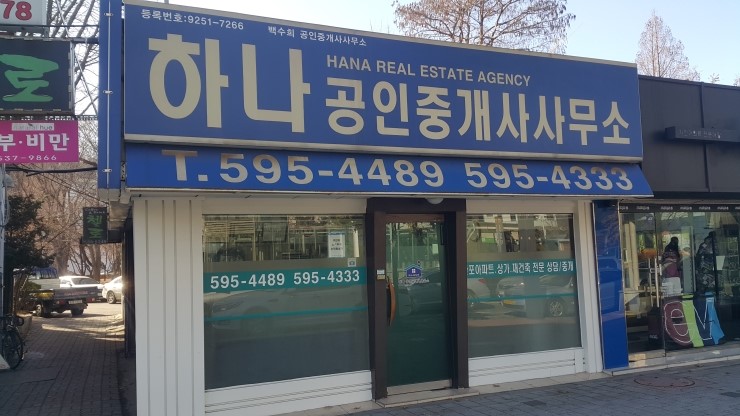 78
로
부·비만
537-9866
등록번호:9251-7266
백수희 공인중개사사무소
HANA REAL ESTATE AGENCY
하나 공인중개사사무소
T.595-4489 595-4333
595-4489 595-4333
포아파트 상가·재건축 전문 상담/중개